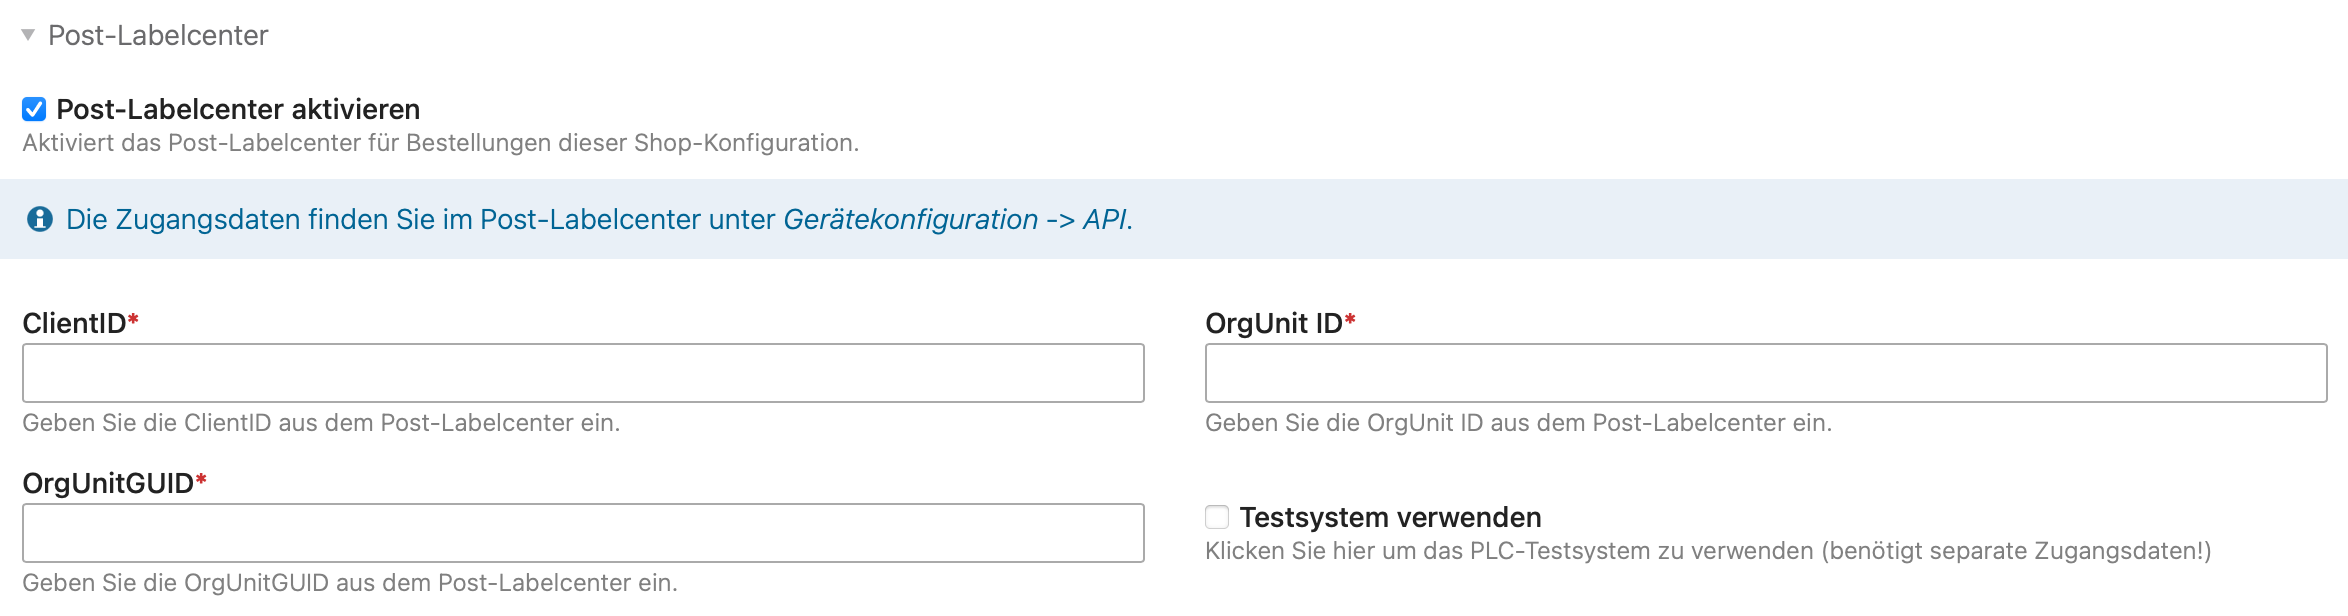 Post-Labelcenter
Post-Labelcenter aktivieren
Aktiviert das Post-Labelcenter für Bestellungen dieser Shop-Konfiguration.
Die Zugangsdaten finden Sie im Post-Labelcenter unter Gerätekonfiguration -> API.
ClientID*
Geben Sie die ClientID aus dem Post-Labelcenter ein.
OrgUnit ID*
Geben Sie die OrgUnit ID aus dem Post-Labelcenter ein.
OrgUnitGUID*
Geben Sie die OrgUnitGUID aus dem Post-Labelcenter ein.
Testsystem verwenden
Klicken Sie hier um das PLC-Testsystem zu verwenden (benötigt separate Zugangsdaten!)